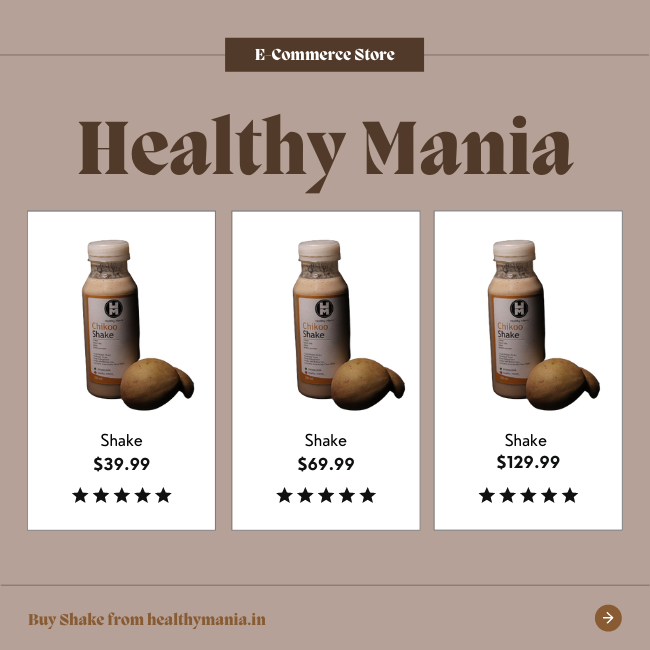 E-Commerce Store
Healthy Mania
Chikoo
Shake
Chikoo
Shake
Chikoo
Shake
Shake
$39.99
Shake
$69.99
Shake
$129.99
Buy Shake from healthymania.in